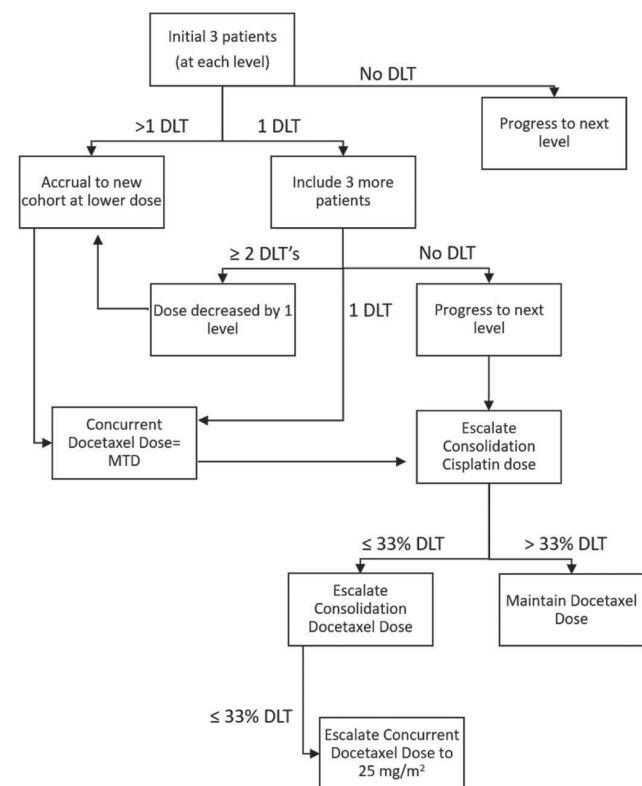 Initial 3 patients
(at each level)
No DLT
Progress to next
level
>1 DLT
1 DLT
Accrual to new
cohort at lower dose
Include 3 more
patients
≥ 2 DLT's
No DLT
Dose decreased by 1
level
1 DLT
Progress to next
level
Concurrent
Docetaxel Dose=
MTD
Escalate
Consolidation
Cisplatin dose
≤ 33% DLT
> 33% DLT
Escalate
Consolidation
Docetaxel Dose
Maintain Docetaxel
Dose
≤ 33% DLT
Escalate Concurrent
Docetaxel Dose to
25 mg/m²